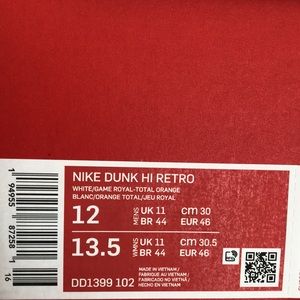 NIKE DUNK HI RETRO
WHITE/GAME ROYAL-TOTAL ORANGE
BLANC/ORANGE TOTAL/JEU ROYAL
12 MENS UK 11 cm 30
BR 44 EUR 46
13.5 WMNS UK 11 cm 30.5
BR 44 EUR 46
DD1399 102
MADE IN VIETNAM/
FABRIQUE AU VIETNAM/
FABRICADO NO VIETNÃ/
HECHO EN VIETNAM
1 94955 87258 1
16